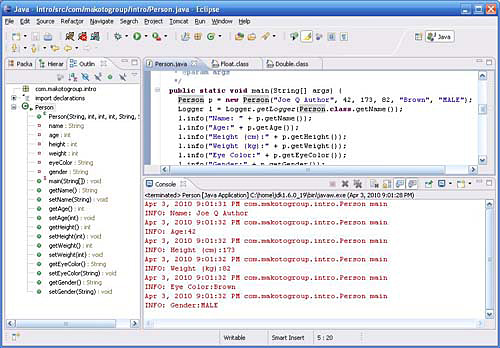 Java - Intro/src/com/makotogroup/intro/Person.java - Eclipse
File Edit Source Refactor Navigate Search Project Tomcat Run Window Help
Java
Packa Hierar Outline
com.makotogroup.intro
import declarations
Person
Person(String, int, int, int, String,
name : String
age : int
height : int
weight : int
eyeColor : String
gender : String
main(String[]) : void
getName() : String
setName(String) : void
getAge() : int
setAge(int) : void
getHeight() : int
setHeight(int) : void
getWeight() : int
setWeight(int) : void
getEyeColor() : String
setEyeColor(String) : void
getGender() : String
setGender(String) : void
Person.java Float.class Double.class
* @param args
*/
public static void main(String[] args) {
Person p = new Person("Joe Q Author", 42, 173, 82, "Brown", "MALE");
Logger l = Logger.getLogger(Person.class.getName());
l.info("Name: " + p.getName());
l.info("Age:" + p.getAge());
l.info("Height (cm):" + p.getHeight());
l.info("Weight (kg):" + p.getWeight());
l.info("Eye Color:" + p.getEyeColor());
l.info("Gender:" + p.getGender());
Console
<terminated> Person [Java Application] C:\home\jdk1.6.0_19\bin\javaw.exe (Apr 3, 2010 9:01:28 PM)
Apr 3, 2010 9:01:31 PM com.makotogroup.intro.Person main
INFO: Name: Joe Q Author
Apr 3, 2010 9:01:32 PM com.makotogroup.intro.Person main
INFO: Age:42
Apr 3, 2010 9:01:32 PM com.makotogroup.intro.Person main
INFO: Height (cm):173
Apr 3, 2010 9:01:32 PM com.makotogroup.intro.Person main
INFO: Weight (kg):82
Apr 3, 2010 9:01:32 PM com.makotogroup.intro.Person main
INFO: Eye Color:Brown
Apr 3, 2010 9:01:32 PM com.makotogroup.intro.Person main
INFO: Gender:MALE
Writable Smart Insert 5 : 20